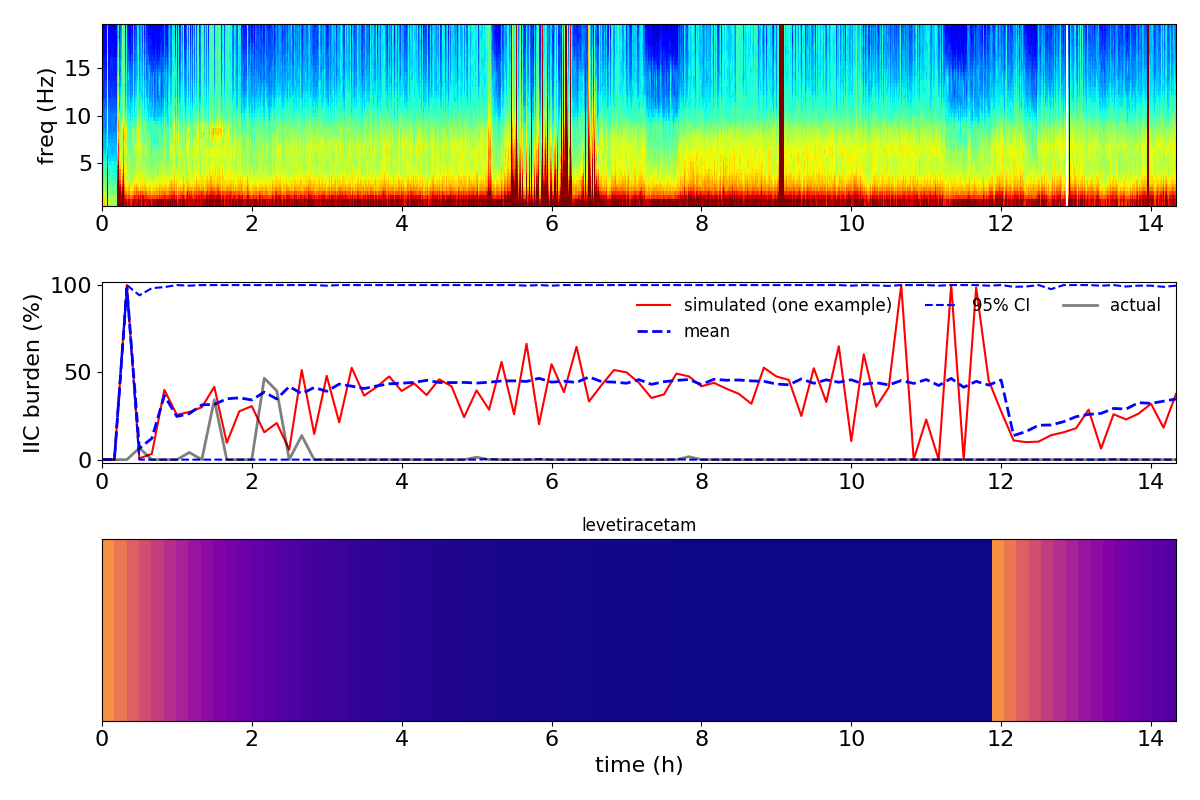 freq (Hz)
15
10
5
0 2 4 6 8 10 12 14
IIC burden (%)
100
50
0
simulated (one example) 95% CI actual
mean
0 2 4 6 8 10 12 14
levetiracetam
0 2 4 6 8 10 12 14
time (h)